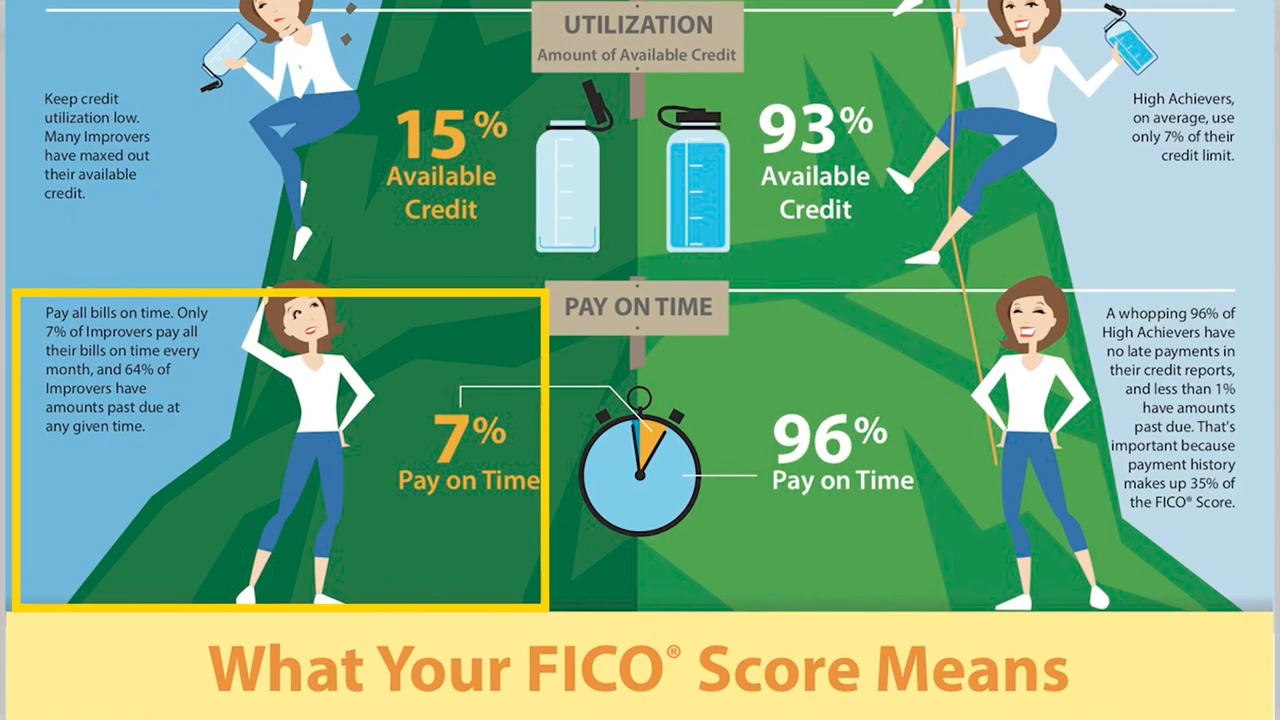 UTILIZATION
Amount of Available Credit
Keep credit
utilization low.
Many Improvers
have maxed out
their available
credit.
15%
Available
Credit
93%
Available
Credit
High Achievers,
on average, use
only 7% of their
credit limit.
PAY ON TIME
Pay all bills on time. Only
7% of Improvers pay all
their bills on time every
month, and 64% of
Improvers have
amounts past due at
any given time.
7%
Pay on Time
96%
Pay on Time
A whopping 96% of
High Achievers have
no late payments in
their credit reports,
and less than 1%
have amounts
past due. That's
important because
payment history
makes up 35% of
the FICO® Score.
What Your FICO® Score Means